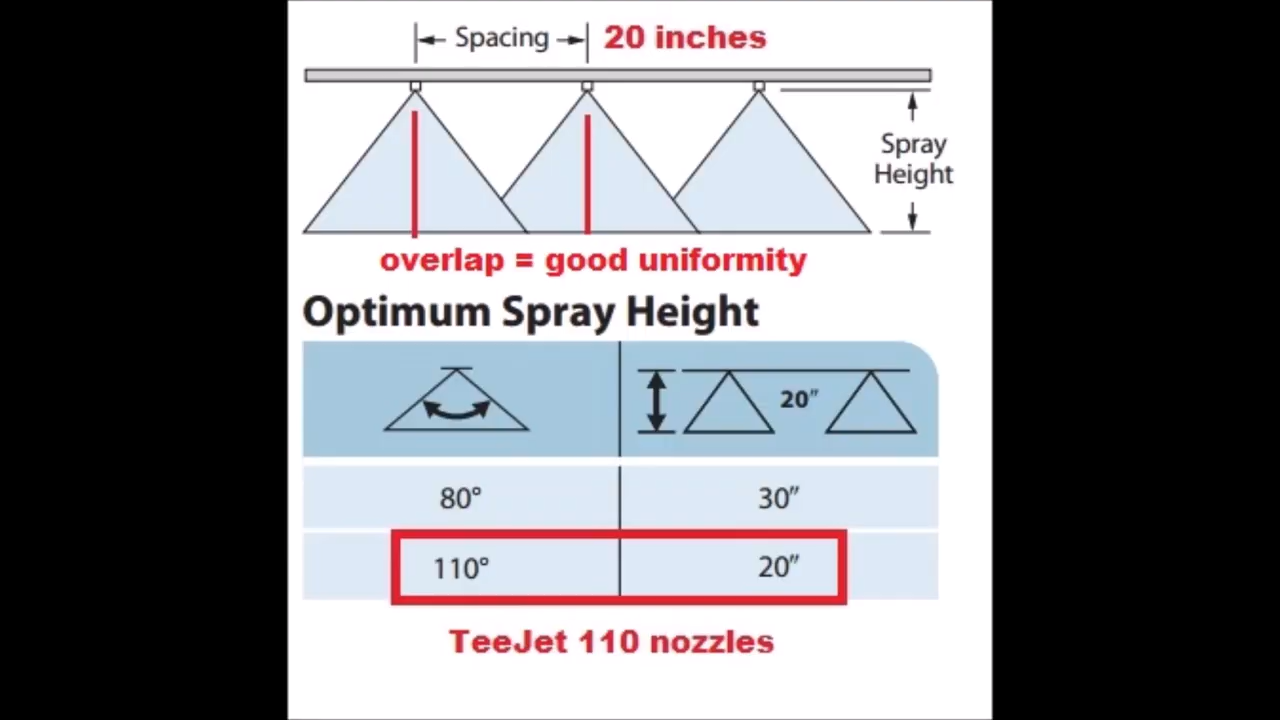 Spacing 20 inches
Spray
Height
overlap = good uniformity
Optimum Spray Height
20″
80° 30″
110° 20″
TeeJet 110 nozzles